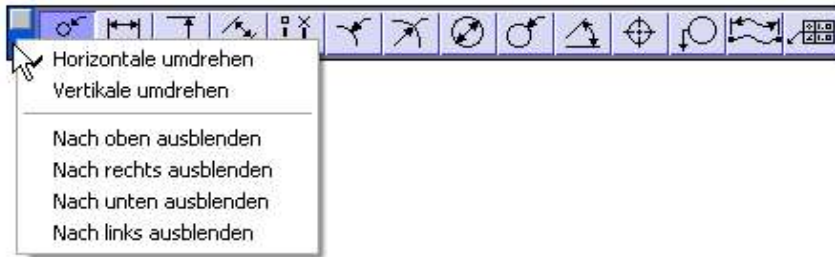 Horizontale umdrehen
Vertikale umdrehen
Nach oben ausblenden
Nach rechts ausblenden
Nach unten ausblenden
Nach links ausblenden